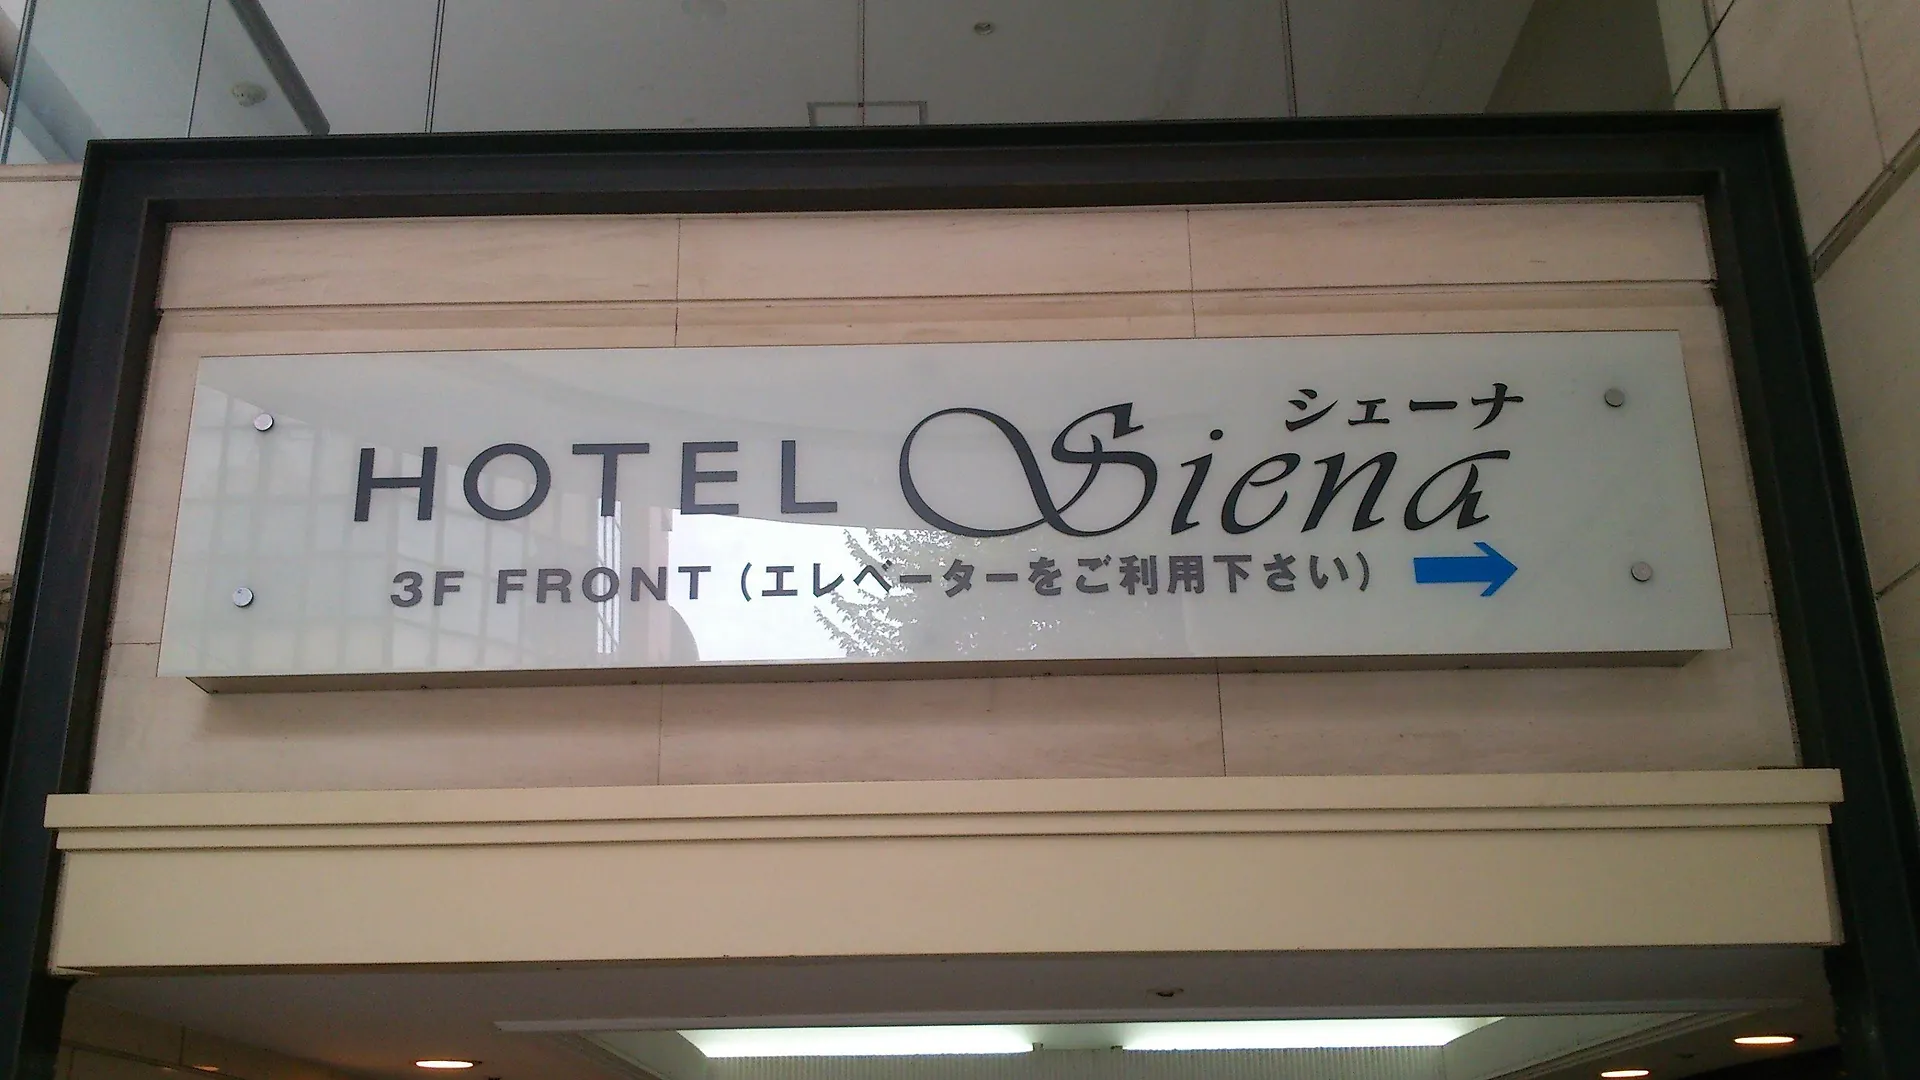 シェーナ
HOTEL Siena
3F FRONT (エレベーターをご利用下さい) →